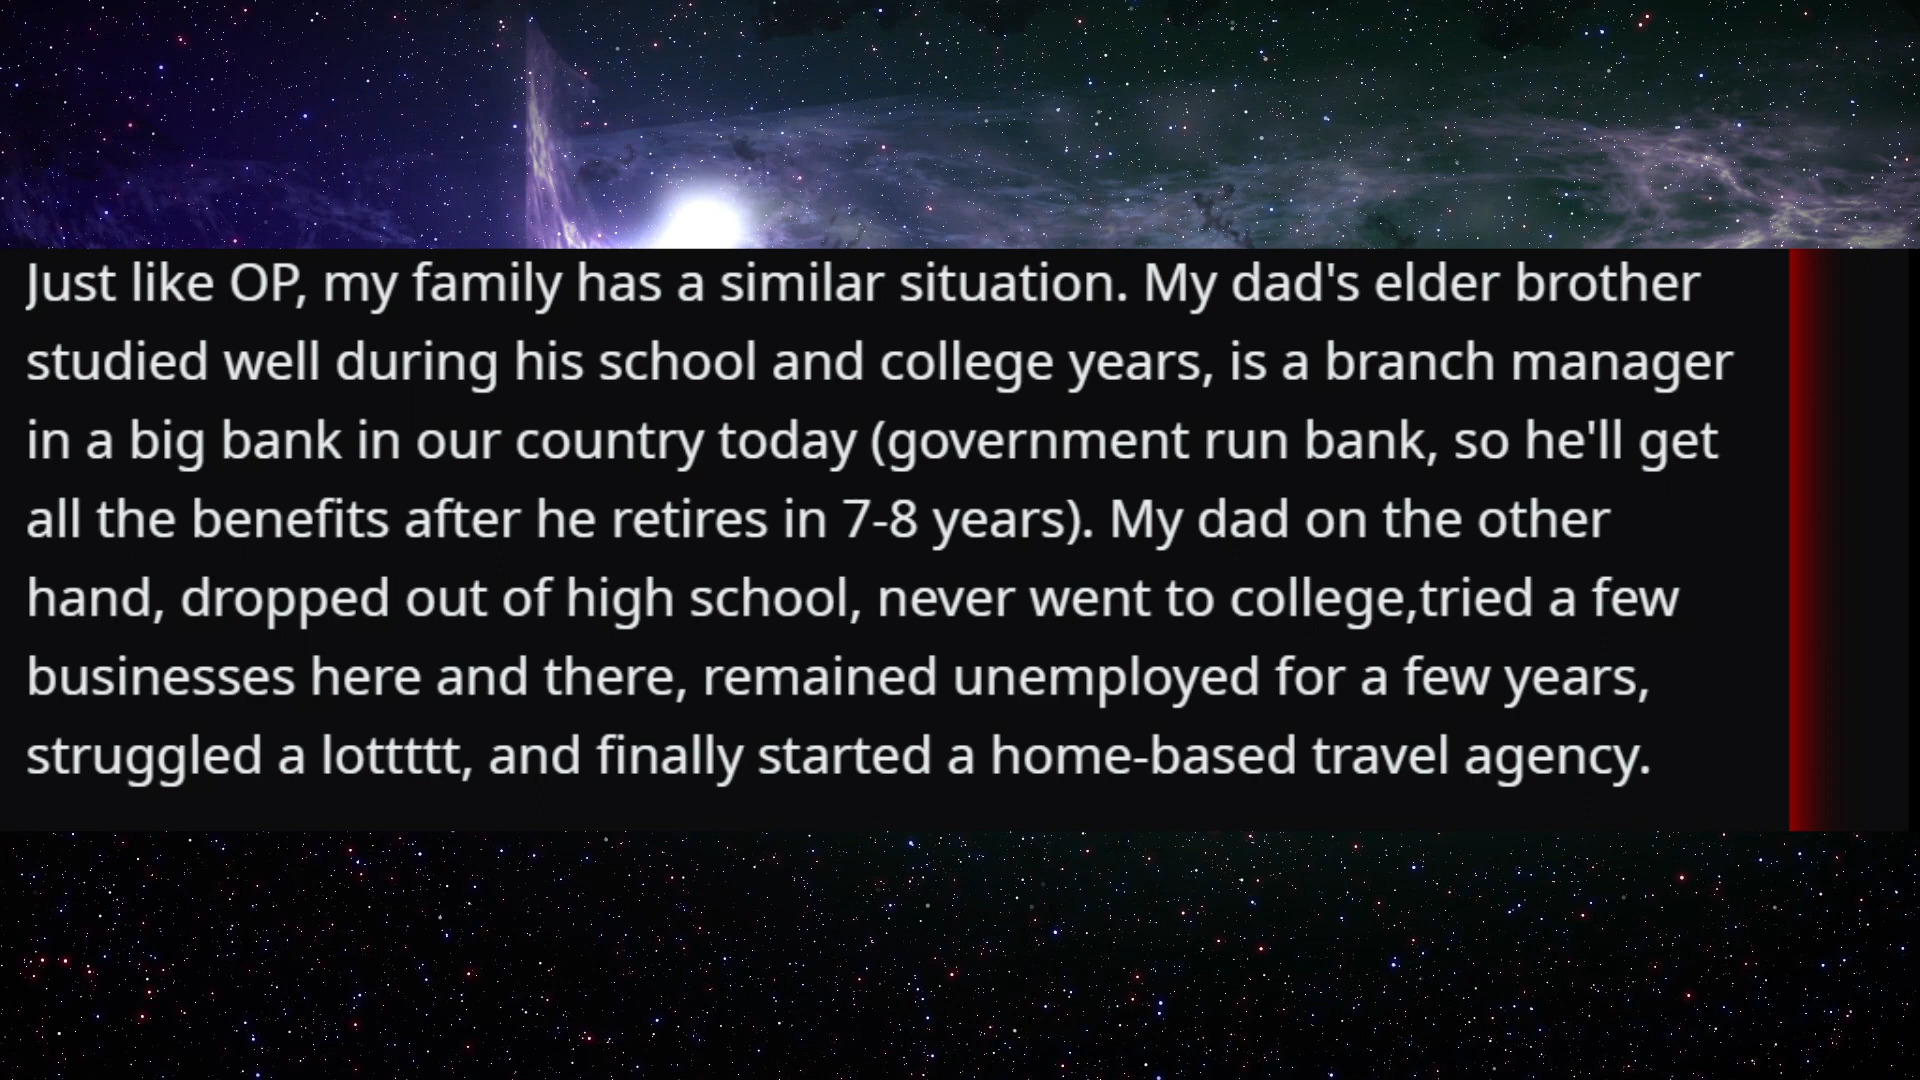 Just like OP, my family has a similar situation. My dad's elder brother
studied well during his school and college years, is a branch manager
in a big bank in our country today (government run bank, so he'll get
all the benefits after he retires in 7-8 years). My dad on the other
hand, dropped out of high school, never went to college,tried a few
businesses here and there, remained unemployed for a few years,
struggled a lottttt, and finally started a home-based travel agency.